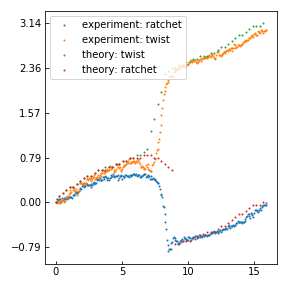 3.14
2.36
1.57
0.79
0.00
−0.79
experiment: ratchet
experiment: twist
theory: twist
theory: ratchet
0
5
10
15